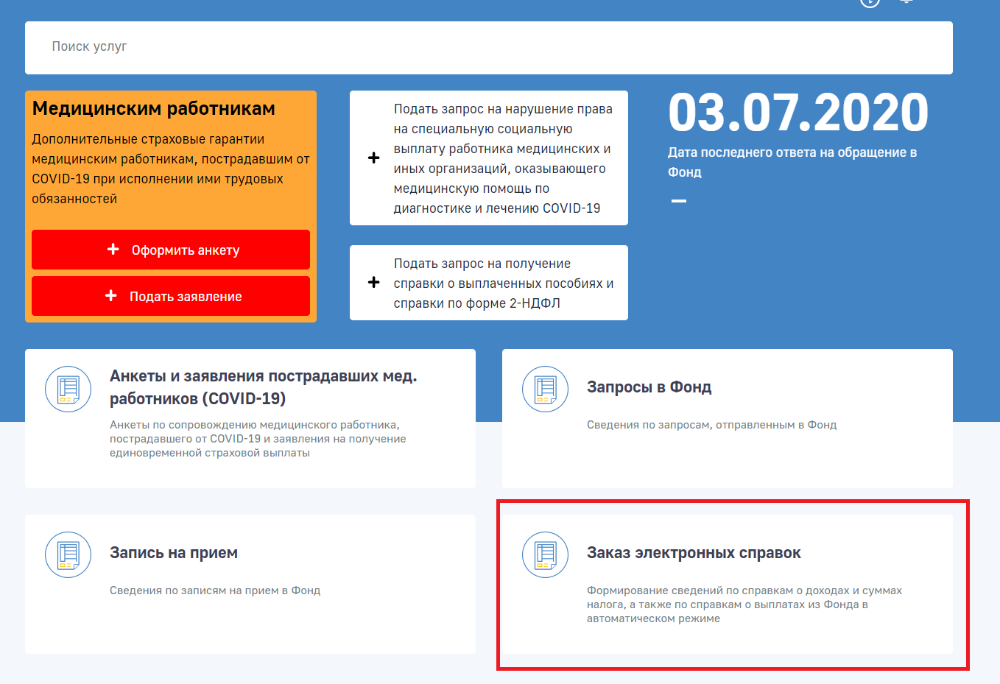 Поиск услуг
Медицинским работникам
Дополнительные страховые гарантии
медицинским работникам, пострадавшим от
COVID-19 при исполнении ими трудовых
обязанностей
Оформить анкету
Подать заявление
Подать запрос на нарушение права
на специальную социальную
выплату работника медицинских и
иных организаций, оказывающего
медицинскую помощь по
диагностике и лечению COVID-19
Подать запрос на получение
справки о выплаченных пособиях и
справки по форме 2-НДФЛ
03.07.2020
Дата последнего ответа на обращение в
Фонд
Анкеты и заявления пострадавших мед.
работников (COVID-19)
Анкеты по сопровождению медицинского работника,
пострадавшего от COVID-19 и заявления на получение
единовременной страховой выплаты
Запросы в Фонд
Сведения по запросам, отправленным в Фонд
Запись на прием
Сведения по записям на прием в Фонд
Заказ электронных справок
Формирование сведений по справкам о доходах и суммах
налога, а также по справкам о выплатах из Фонда в
автоматическом режиме